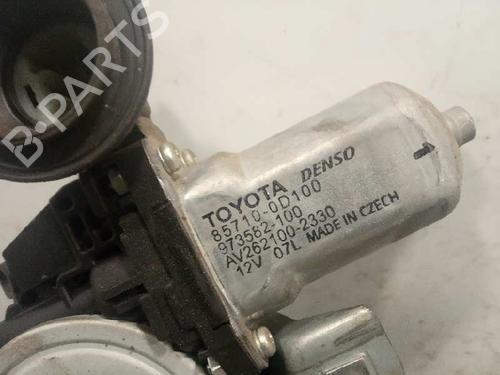 B-PARTS
TOYOTA DENSO
85710-0D100
973582-100
AV262100-2330
12V 07L MADE IN CZECH